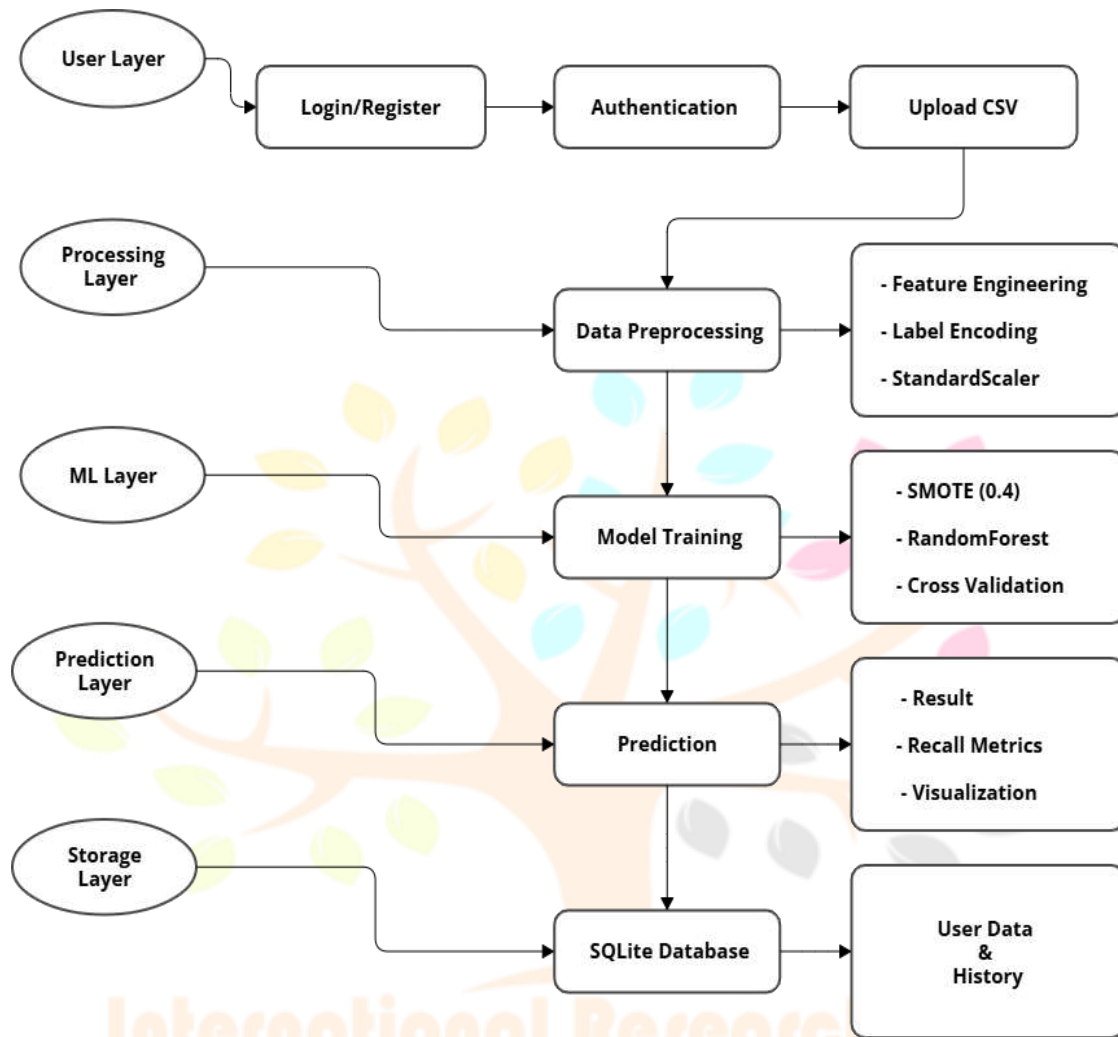 User Layer
Login/Register
Authentication
Upload CSV
Processing
Layer
Data Preprocessing
- Feature Engineering
- Label Encoding
- StandardScaler
ML Layer
Model Training
- SMOTE (0.4)
- RandomForest
- Cross Validation
Prediction
Layer
Prediction
- Result
- Recall Metrics
- Visualization
Storage
Layer
SQLite Database
User Data
&
History
International Research